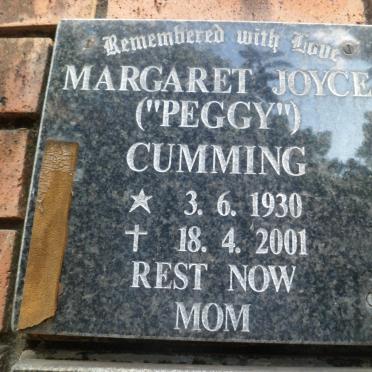 Remembered with Love
MARGARET JOYCE
("PEGGY")
CUMMING
☆ 3. 6. 1930
† 18. 4. 2001
REST NOW
MOM